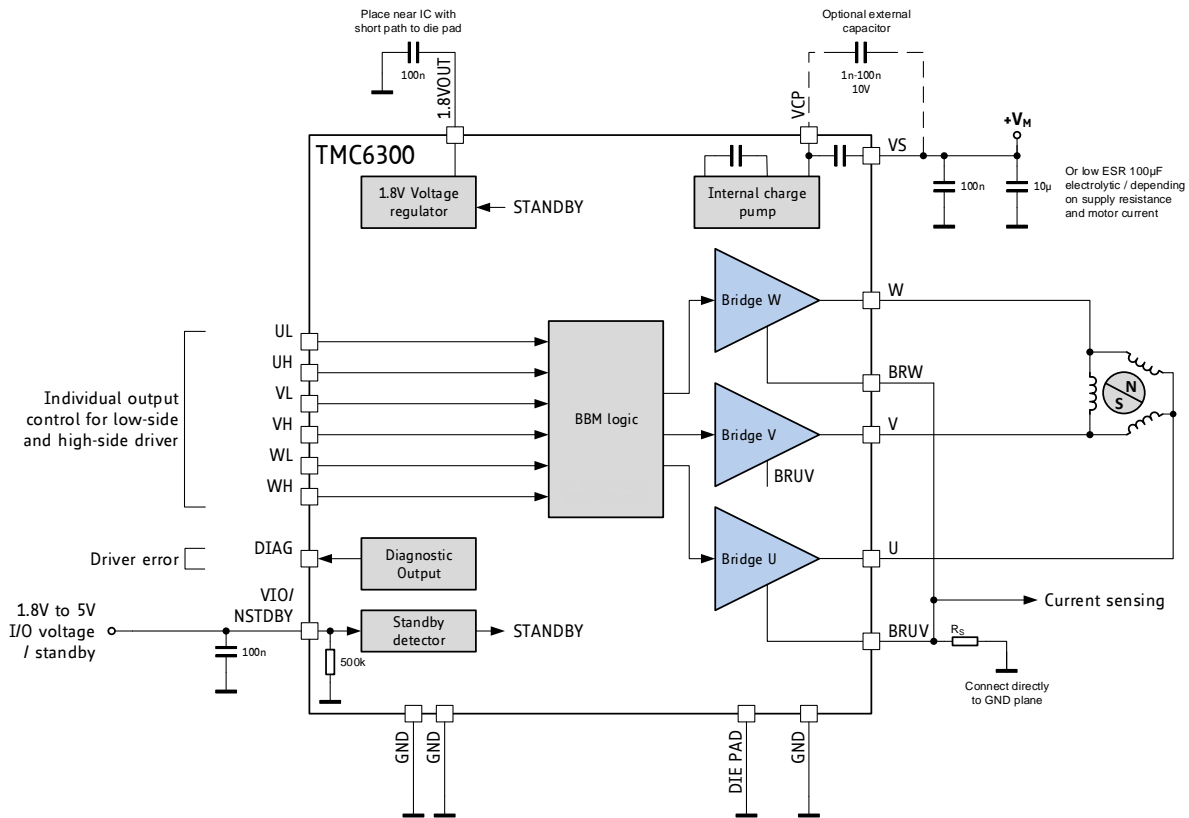 Place near IC with
short path to die pad
100n
1.8VOUT
Optional external
capacitor
1n-100n
10V
VCP
+VM
TMC6300
VS
1.8V Voltage
regulator
STANDBY
Internal charge
pump
100n
10µ
Or low ESR 100µF
electrolytic / depending
on supply resistance
and motor current
Bridge W
W
UL
UH
VL
VH
WL
WH
Individual output
control for low-side
and high-side driver
BBM logic
BRW
N
S
Bridge V
V
BRUV
Driver error
DIAG
Diagnostic
Output
Bridge U
U
1.8V to 5V
I/O voltage
/ standby
VIO/
NSTDBY
100n
500k
Standby
detector
STANDBY
Current sensing
BRUV
RS
Connect directly
to GND plane
GND
GND
DIE PAD
GND